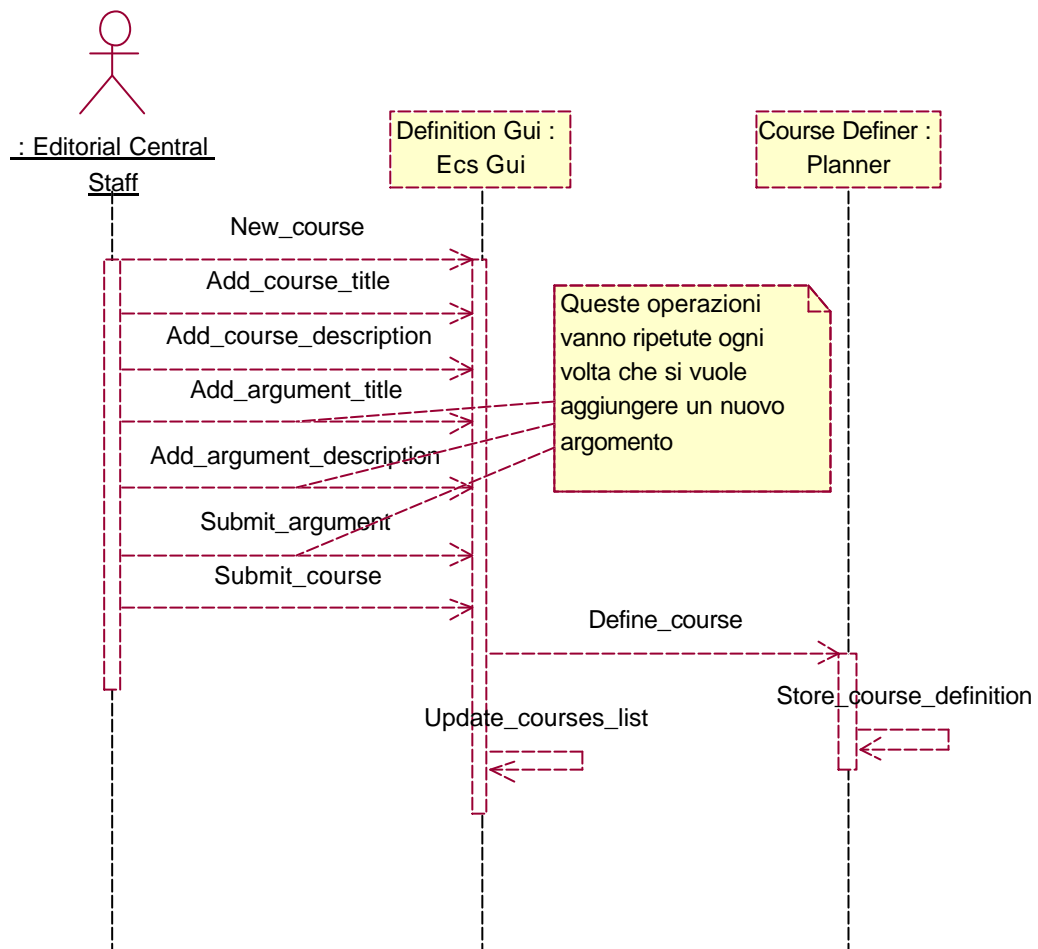 : Editorial Central
Staff
Definition Gui :
Ecs Gui
Course Definer :
Planner
New_course
Add_course_title
Add_course_description
Add_argument_title
Add_argument_description
Submit_argument
Submit_course
Queste operazioni
vanno ripetute ogni
volta che si vuole
aggiungere un nuovo
argomento
Define_course
Store_course_definition
Update_courses_list